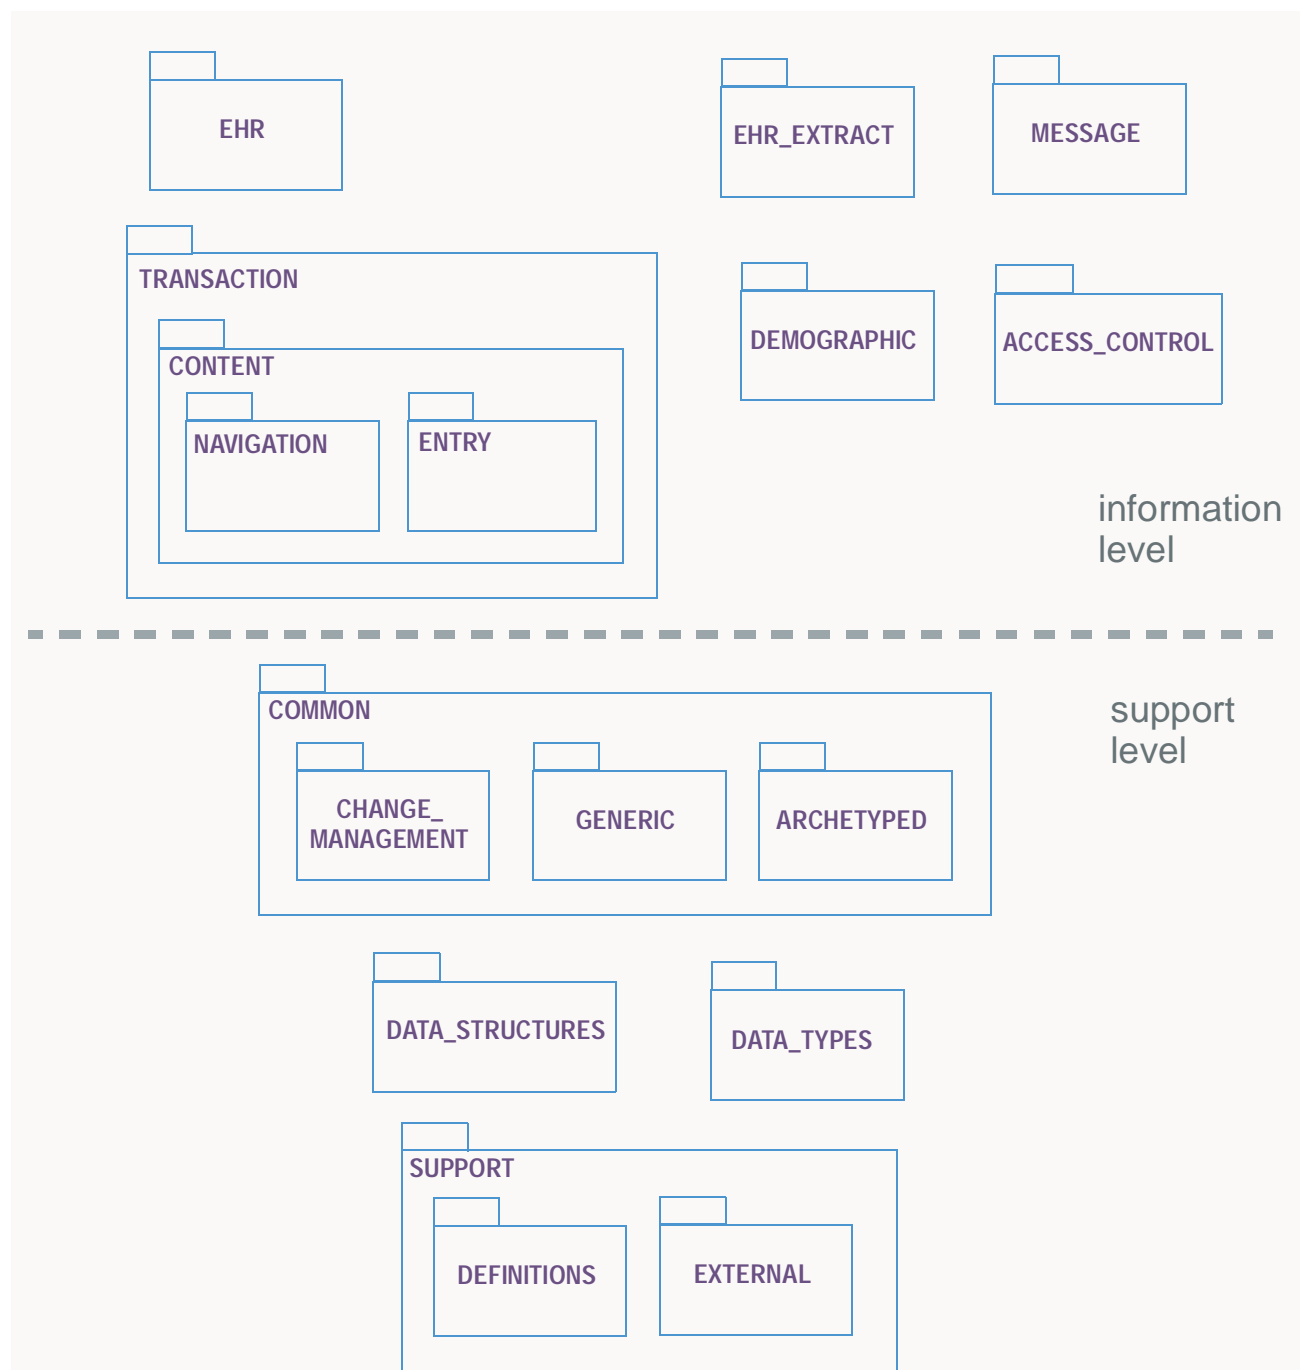 EHR
EHR_EXTRACT
MESSAGE
TRANSACTION
CONTENT
NAVIGATION
ENTRY
DEMOGRAPHIC
ACCESS_CONTROL
information
level
support
level
COMMON
CHANGE_
MANAGEMENT
GENERIC
ARCHETYPED
DATA_STRUCTURES
DATA_TYPES
SUPPORT
DEFINITIONS
EXTERNAL